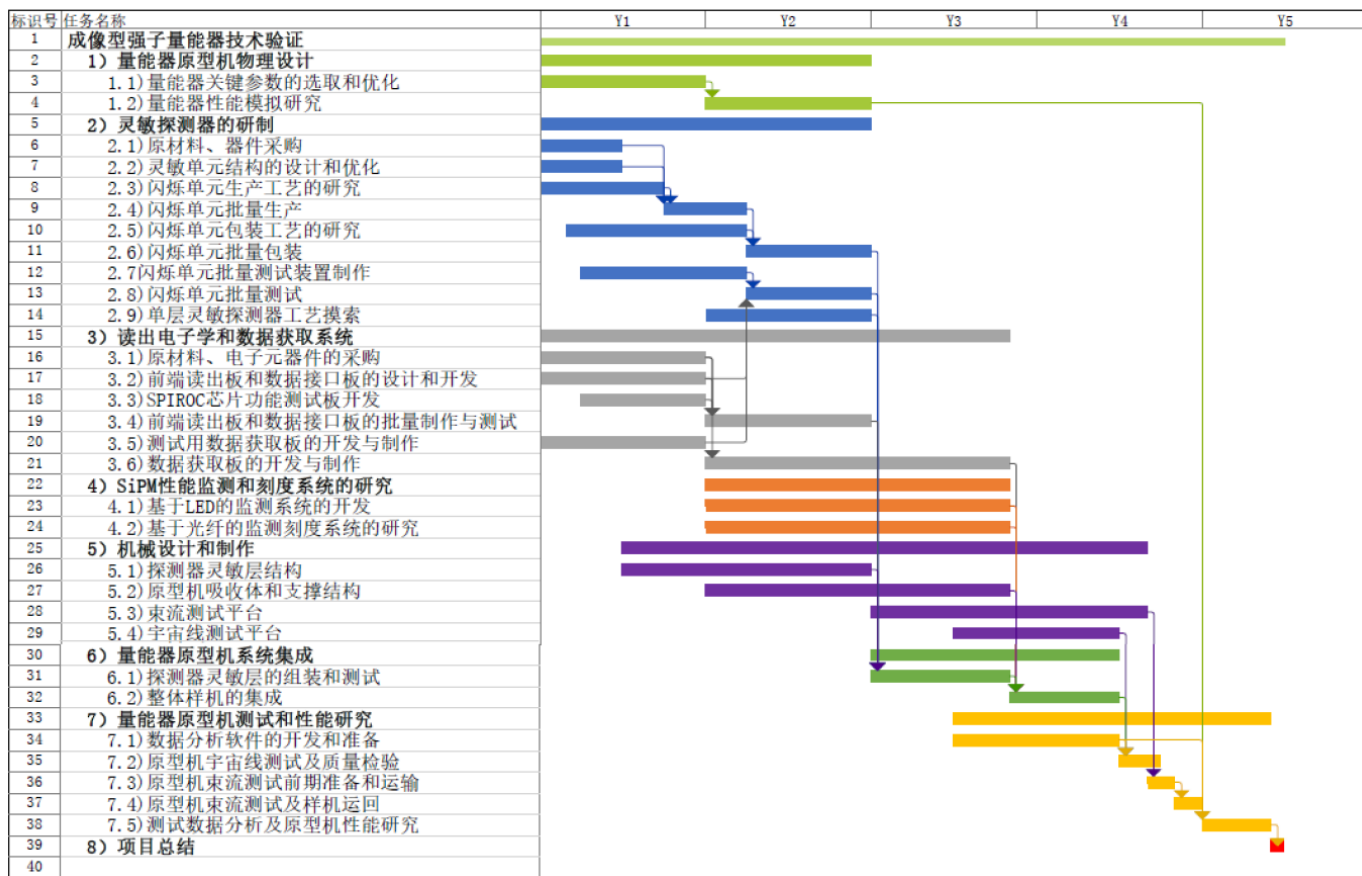 标识号 任务名称 Y1 Y2 Y3 Y4 Y5
1 成像型强子量能器技术验证
2 1）量能器原型机物理设计
3 1.1)量能器关键参数的选取和优化
4 1.2)量能器性能模拟研究
5 2）灵敏探测器的研制
6 2.1)原材料、器件采购
7 2.2)灵敏单元结构的设计和优化
8 2.3)闪烁单元生产工艺的研究
9 2.4)闪烁单元批量生产
10 2.5)闪烁单元包装工艺的研究
11 2.6)闪烁单元批量包装
12 2.7闪烁单元批量测试装置制作
13 2.8)闪烁单元批量测试
14 2.9)单层灵敏探测器工艺摸索
15 3）读出电子学和数据获取系统
16 3.1)原材料、电子元器件的采购
17 3.2)前端读出板和数据接口板的设计和开发
18 3.3)SPIROC芯片功能测试板开发
19 3.4)前端读出板和数据接口板的批量制作与测试
20 3.5)测试用数据获取板的开发与制作
21 3.6)数据获取板的开发与制作
22 4）SiPM性能监测和刻度系统的研究
23 4.1)基于LED的监测系统的开发
24 4.2)基于光纤的监测刻度系统的研究
25 5）机械设计和制作
26 5.1)探测器灵敏层结构
27 5.2)原型机吸收体和支撑结构
28 5.3)束流测试平台
29 5.4)宇宙线测试平台
30 6）量能器原型机系统集成
31 6.1)探测器灵敏层的组装和测试
32 6.2)整体样机的集成
33 7）量能器原型机测试和性能研究
34 7.1)数据分析软件的开发和准备
35 7.2)原型机宇宙线测试及质量检验
36 7.3)原型机束流测试前期准备和运输
37 7.4)原型机束流测试及样机运回
38 7.5)测试数据分析及原型机性能研究
39 8）项目总结
40